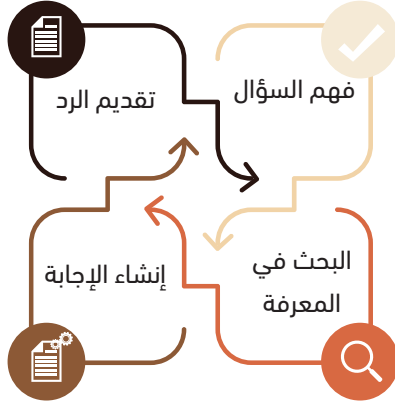 فهم السؤال
تقديم الرد
البحث في
المعرفة
إنشاء الإجابة